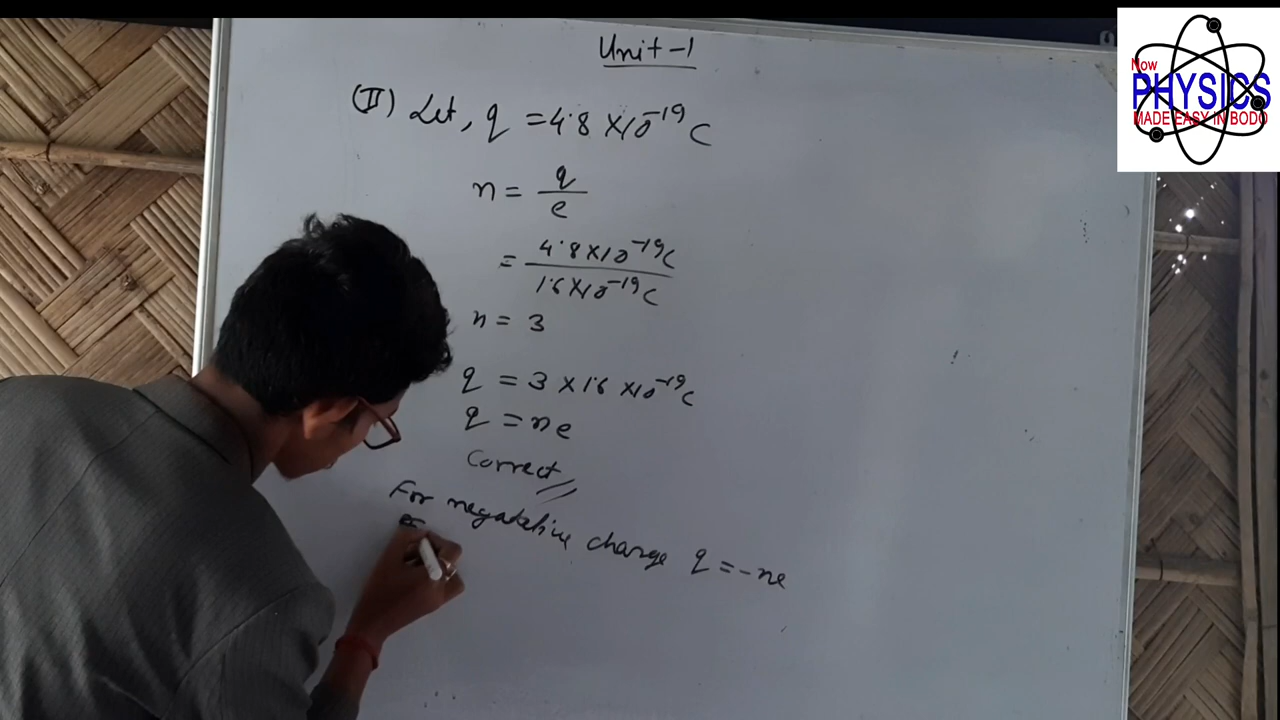 Unit-1
(II) Let, q = 4.8 × 10⁻¹⁹ C
n = q/e
= 4.8 × 10⁻¹⁹ C / 1.6 × 10⁻¹⁹ C
n = 3
q = 3 × 1.6 × 10⁻¹⁹ C
q = ne
Correct
For negateive charge q = -ne
Now
PHYSICS
MADE EASY IN BODO